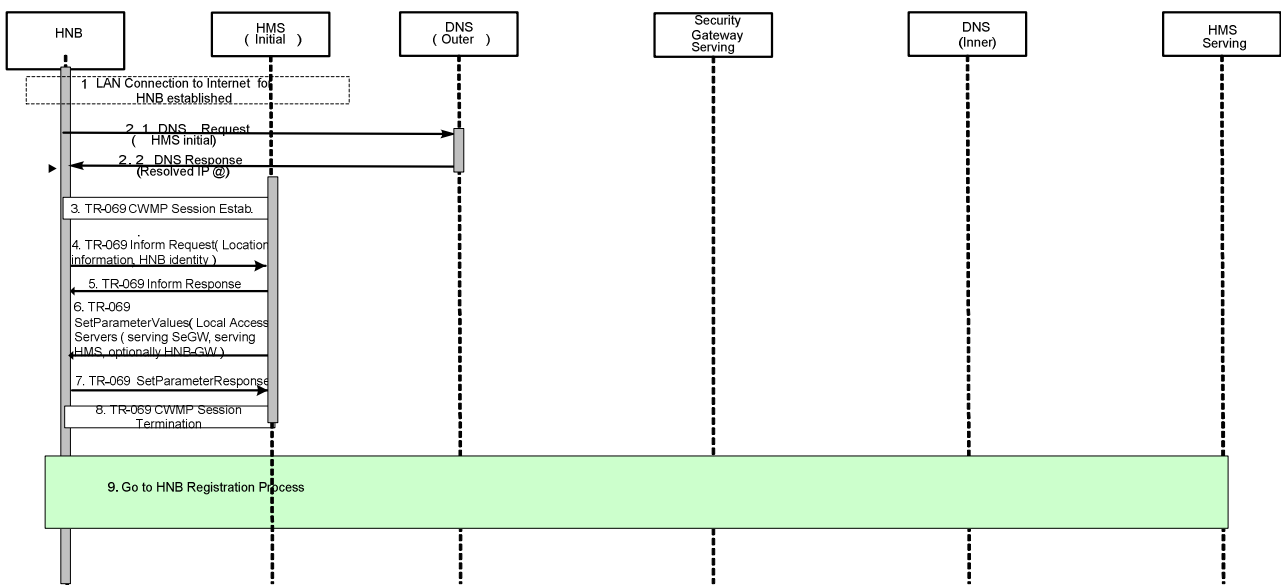 HNB
HMS
( Initial )
DNS
( Outer )
Security
Gateway
Serving
DNS
(Inner)
HMS
Serving
1 LAN Connection to Internet for
HNB established
2. 1 DNS Request
( HMS initial)
2. 2 DNS Response
(Resolved IP @)
3. TR-069 CWMP Session Estab.
4. TR-069 Inform Request( Location
information, HNB identity )
5. TR-069 Inform Response
6. TR-069
SetParameterValues( Local Access
Servers ( serving SeGW, serving
HMS, optionally HNB-GW )
7. TR-069 SetParameterResponse
8. TR-069 CWMP Session
Termination
9. Go to HNB Registration Process